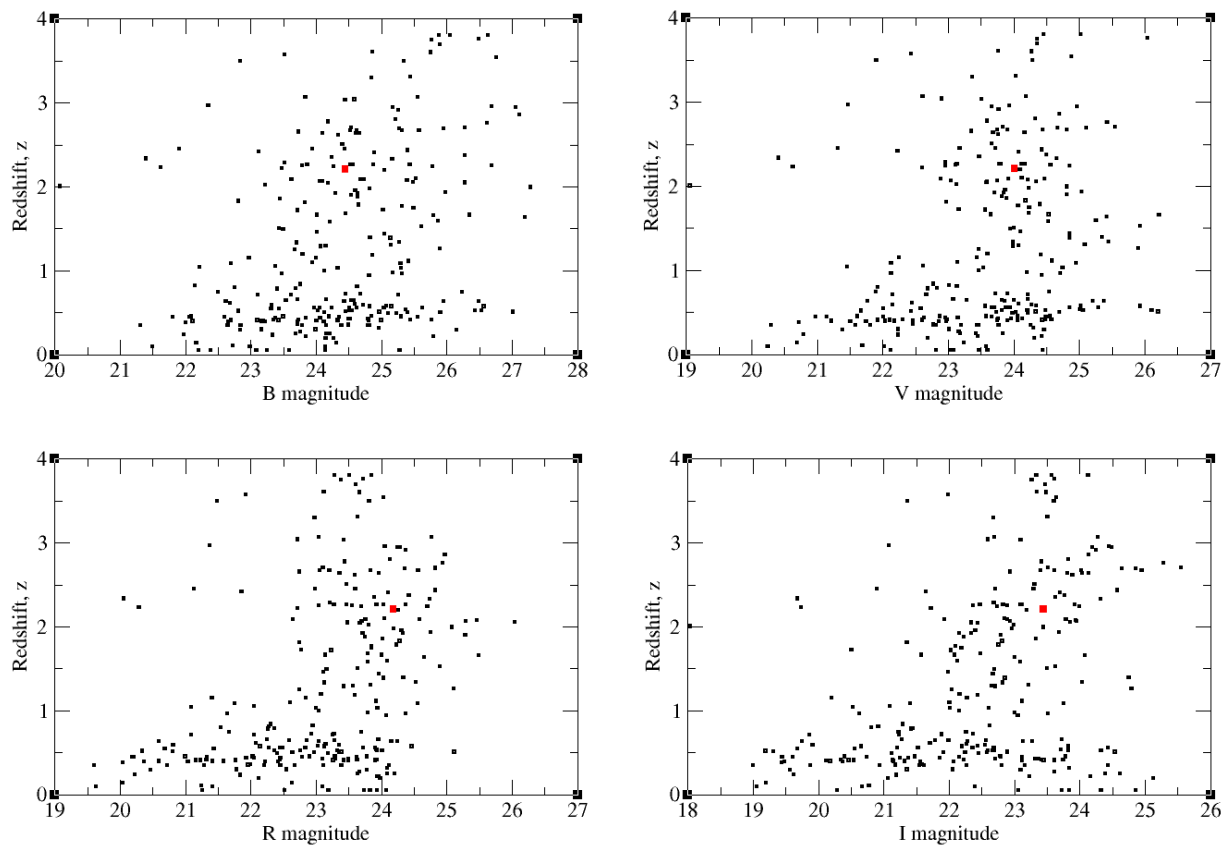 4
3
2
1
0
Redshift, z
20 21 22 23 24 25 26 27 28
B magnitude
4
3
2
1
0
Redshift, z
19 20 21 22 23 24 25 26 27
V magnitude
4
3
2
1
0
Redshift, z
19 20 21 22 23 24 25 26 27
R magnitude
4
3
2
1
0
Redshift, z
18 19 20 21 22 23 24 25 26
I magnitude